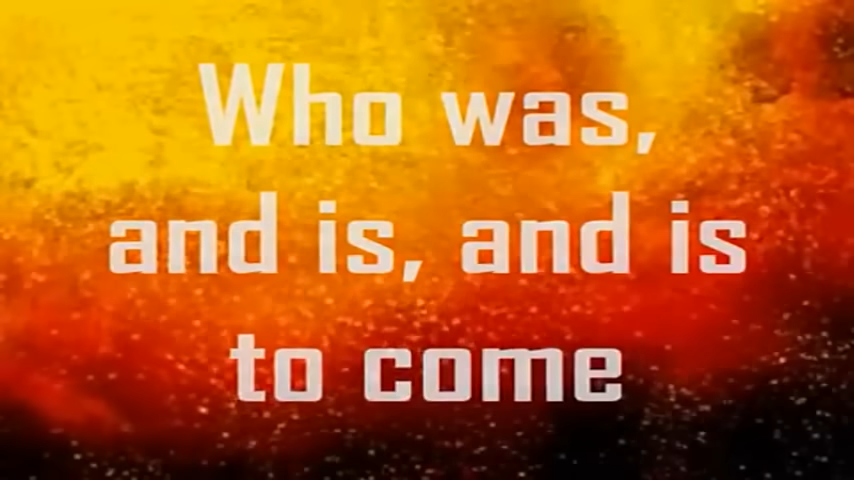 Who was,
and is, and is
to come